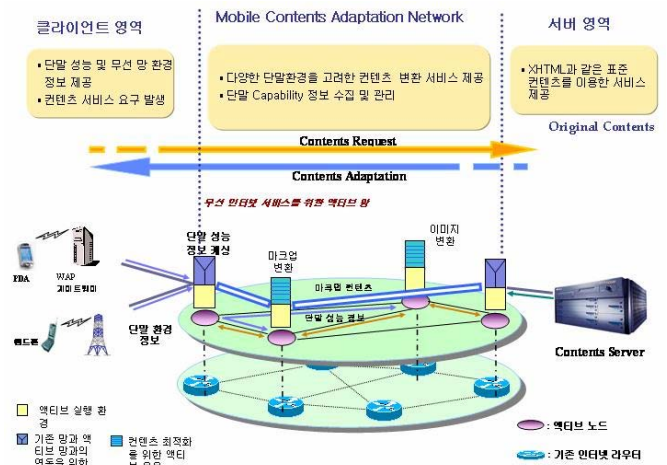 클라이언트 영역
Mobile Contents Adaptation Network
서버 영역
• 단말 성능 및 무선 망 환경
정보 제공
• 컨텐츠 서비스 요구 발생
• 다양한 단말환경을 고려한 컨텐츠 변환 서비스 제공
• 단말 Capability 정보 수집 및 관리
• XHTML과 같은 표준
컨텐츠를 이용한 서비스
제공
Original Contents
Contents Request
Contents Adaptation
무선 인터넷 서비스를 위한 액티브 망
단말 성능
정보 캐싱
마크업
변환
이미지
변환
PDA
WAP
게이트웨이
마크업 컨텐츠
단말 성능 정보
핸드폰
단말 환경
정보
Contents Server
액티브 실행 환
경
기존 망과 액
티브 망과의
연동을 위한
컨텐츠 최적화
을 위한 액티
: 액티브 노드
: 기존 인터넷 라우터